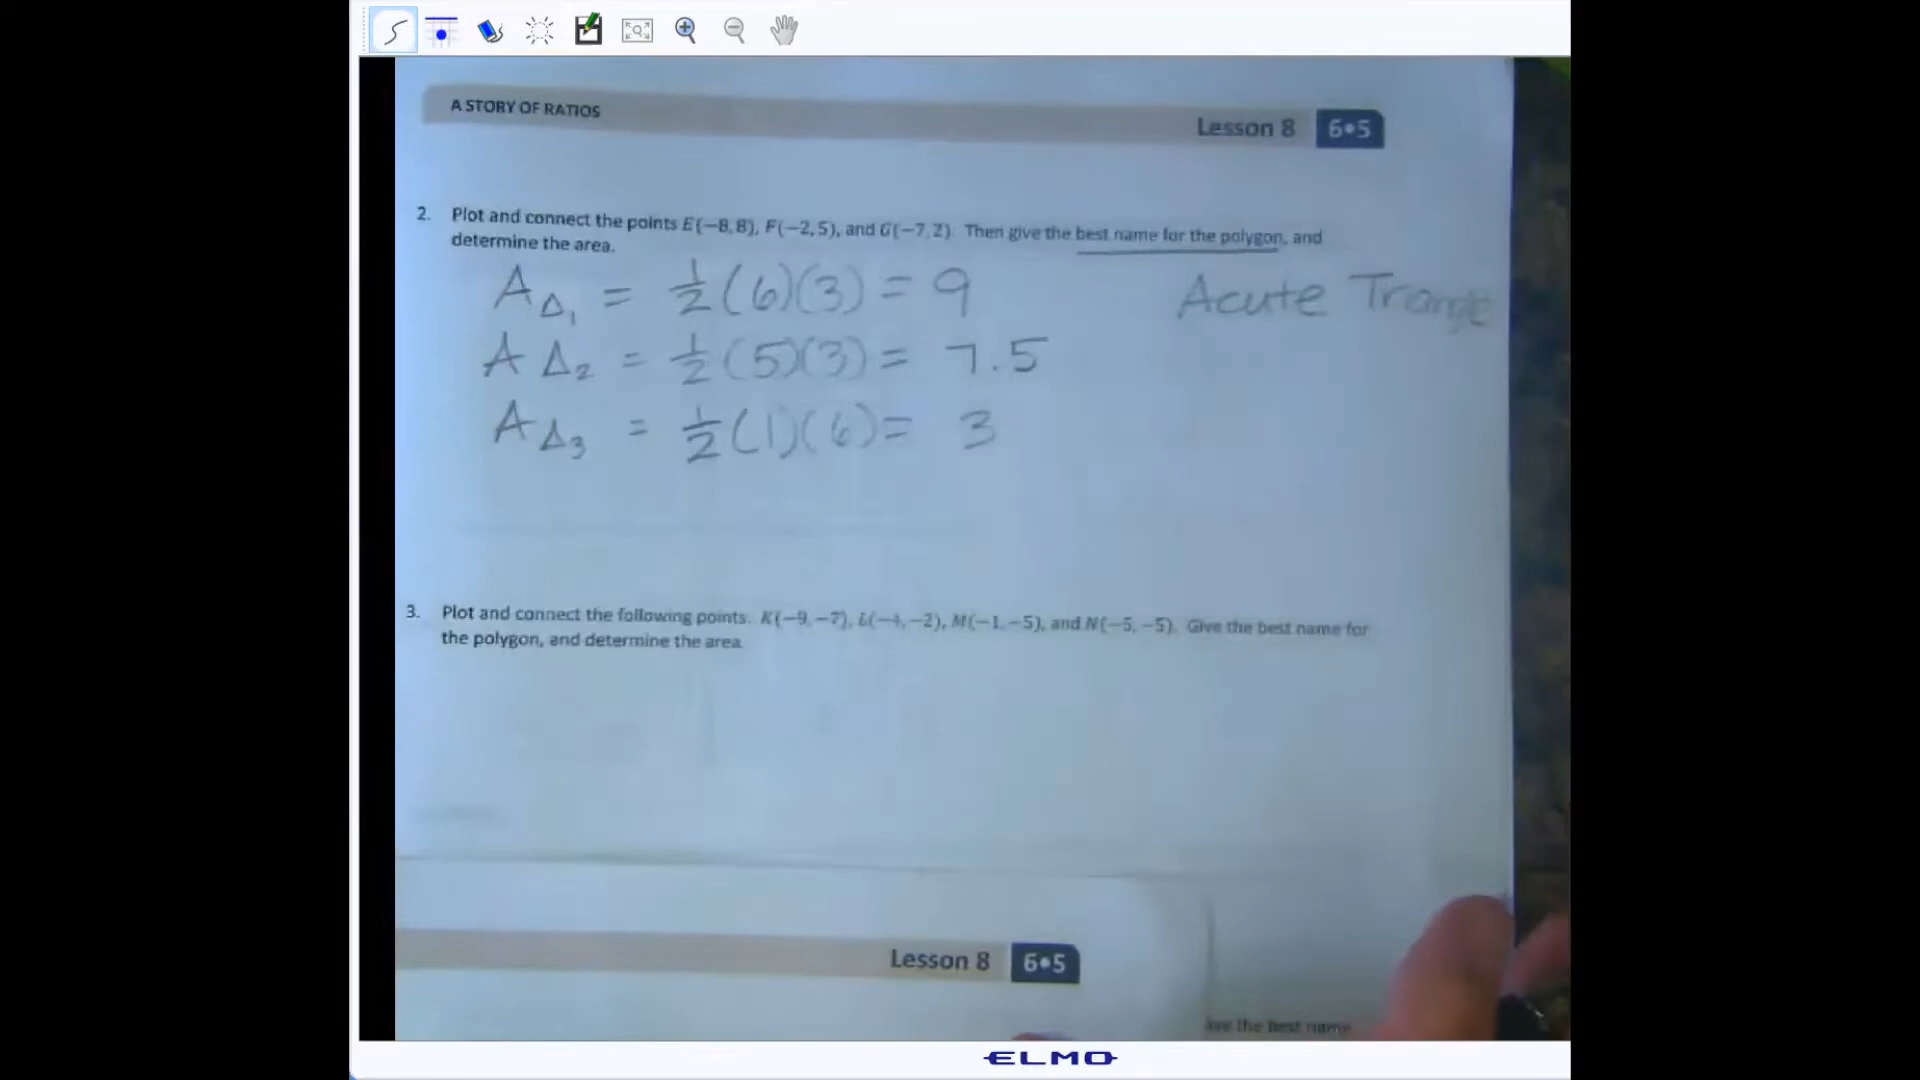 A STORY OF RATIOS
Lesson 8 6•5
2. Plot and connect the points E(−8, 8), F(−2, 5), and G(−7, 2). Then give the best name for the polygon, and
determine the area.
A△₁ = ½(6)(3) = 9
Acute Triangle
A△₂ = ½(5)(3) = 7.5
A△₃ = ½(1)(6) = 3
3. Plot and connect the following points: K(−9, −7), L(−4, −2), M(−1, −5), and N(−5, −5). Give the best name for
the polygon, and determine the area.
Lesson 8 6•5
the best name
ELMO